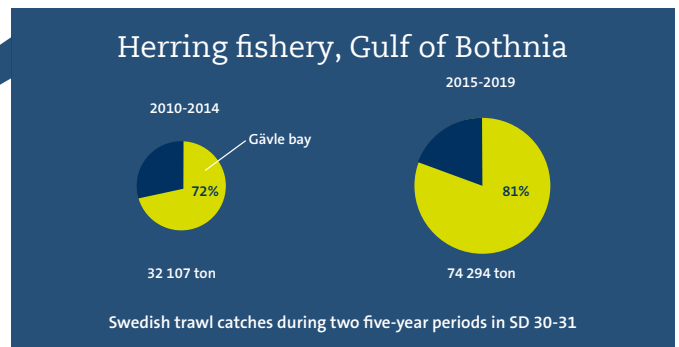 Herring fishery, Gulf of Bothnia
2010-2014
2015-2019
Gävle bay
72%
81%
32 107 ton
74 294 ton
Swedish trawl catches during two five-year periods in SD 30-31